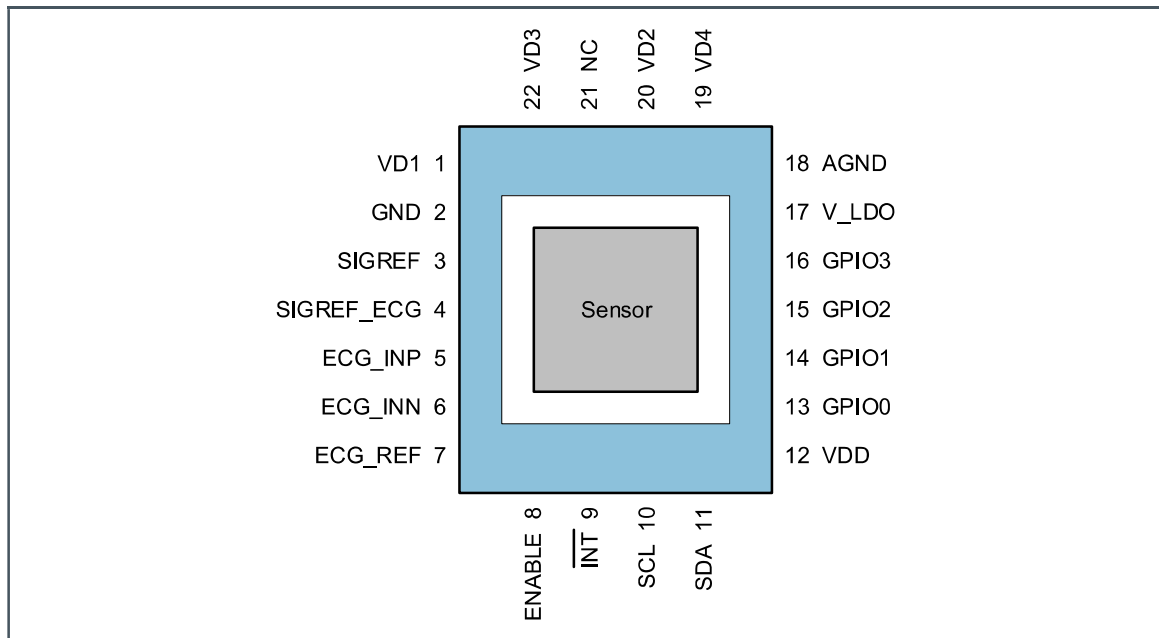 22 VD3
21 NC
20 VD2
19 VD4
VD1 1
GND 2
SIGREF 3
SIGREF_ECG 4
ECG_INP 5
ECG_INN 6
ECG_REF 7
Sensor
18 AGND
17 V_LDO
16 GPIO3
15 GPIO2
14 GPIO1
13 GPIO0
12 VDD
ENABLE 8
INT 9
SCL 10
SDA 11